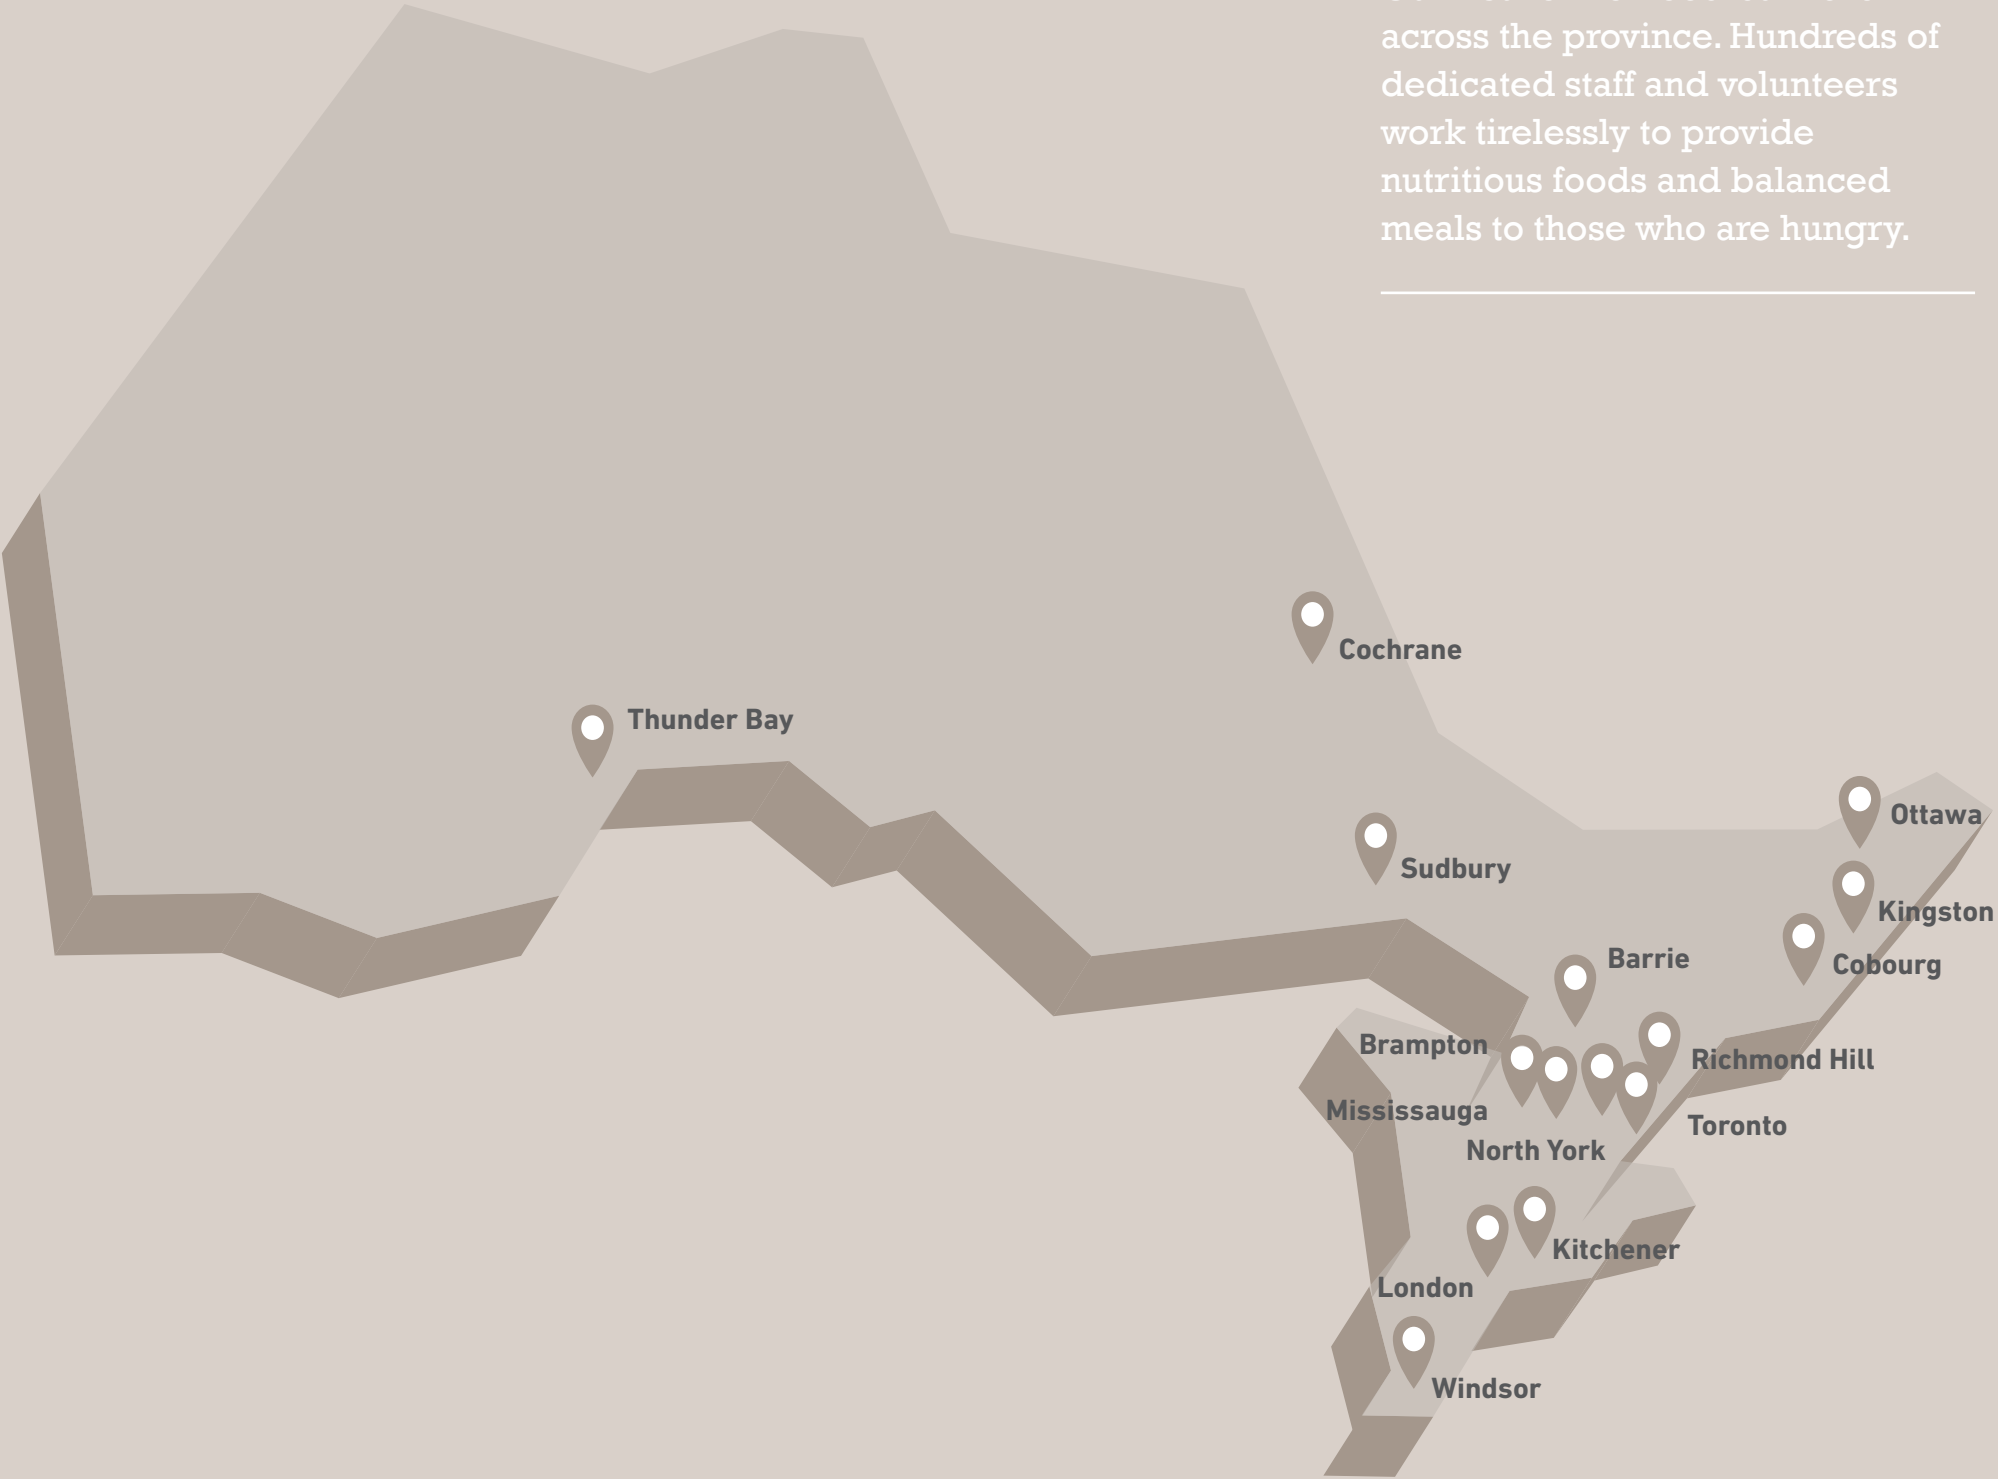 across the province. Hundreds of
dedicated staff and volunteers
work tirelessly to provide
nutritious foods and balanced
meals to those who are hungry.
Cochrane
Thunder Bay
Ottawa
Sudbury
Kingston
Barrie
Cobourg
Brampton
Richmond Hill
Mississauga
Toronto
North York
Kitchener
London
Windsor